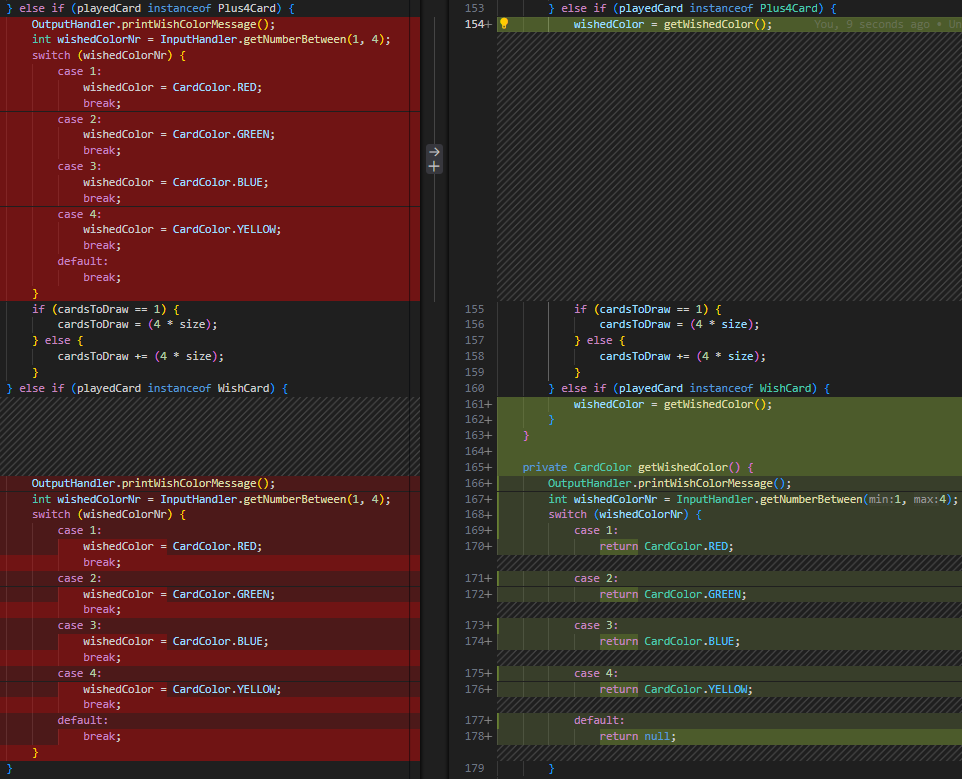 } else if (playedCard instanceof Plus4Card) {
OutputHandler.printWishColorMessage();
int wishedColorNr = InputHandler.getNumberBetween(1, 4);
switch (wishedColorNr) {
case 1:
wishedColor = CardColor.RED;
break;
case 2:
wishedColor = CardColor.GREEN;
break;
case 3:
wishedColor = CardColor.BLUE;
break;
case 4:
wishedColor = CardColor.YELLOW;
break;
default:
break;
}
if (cardsToDraw == 1) {
cardsToDraw = (4 * size);
} else {
cardsToDraw += (4 * size);
}
} else if (playedCard instanceof WishCard) {
OutputHandler.printWishColorMessage();
int wishedColorNr = InputHandler.getNumberBetween(1, 4);
switch (wishedColorNr) {
case 1:
wishedColor = CardColor.RED;
break;
case 2:
wishedColor = CardColor.GREEN;
break;
case 3:
wishedColor = CardColor.BLUE;
break;
case 4:
wishedColor = CardColor.YELLOW;
break;
default:
break;
}
}
153 } else if (playedCard instanceof Plus4Card) {
154+ wishedColor = getWishedColor(); You, 9 seconds ago • Un
155 if (cardsToDraw == 1) {
156 cardsToDraw = (4 * size);
157 } else {
158 cardsToDraw += (4 * size);
159 }
160 } else if (playedCard instanceof WishCard) {
161+ wishedColor = getWishedColor();
162+ }
163+ }
164+
165+ private CardColor getWishedColor() {
166+ OutputHandler.printWishColorMessage();
167+ int wishedColorNr = InputHandler.getNumberBetween(min:1, max:4);
168+ switch (wishedColorNr) {
169+ case 1:
170+ return CardColor.RED;
171+ case 2:
172+ return CardColor.GREEN;
173+ case 3:
174+ return CardColor.BLUE;
175+ case 4:
176+ return CardColor.YELLOW;
177+ default:
178+ return null;
179 }